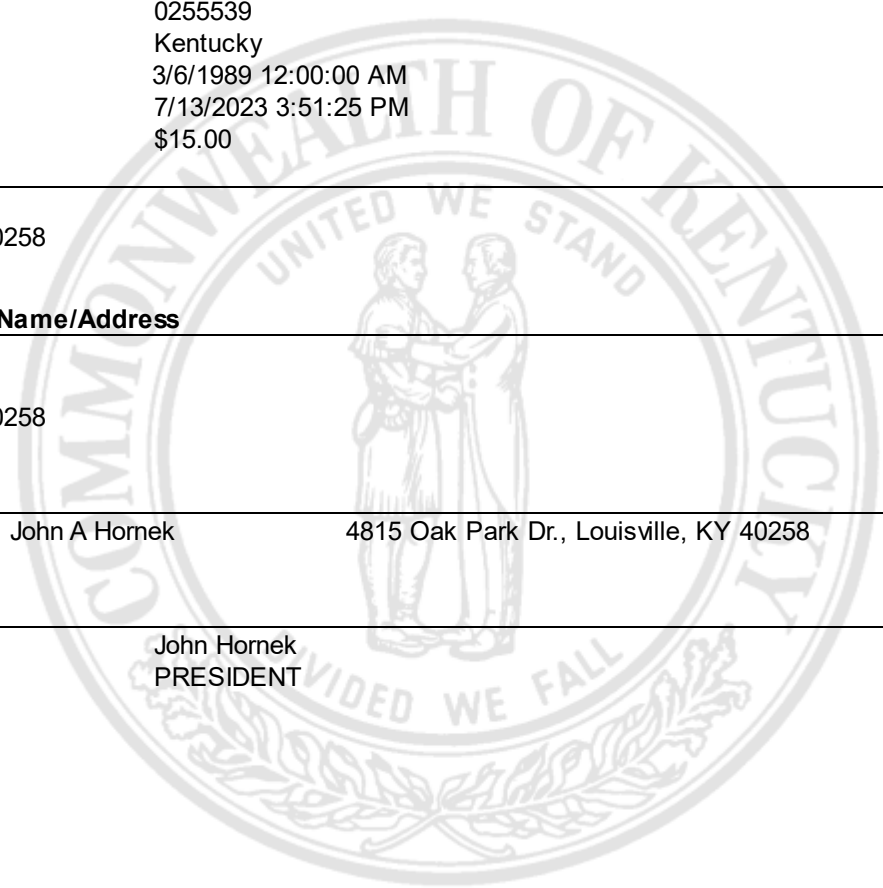 0255539
Kentucky
3/6/1989 12:00:00 AM
7/13/2023 3:51:25 PM
$15.00
0258
Name/Address
0258
John A Hornek 4815 Oak Park Dr., Louisville, KY 40258
John Hornek
PRESIDENT
COMMONWEALTH OF KENTUCKY
UNITED WE STAND
DIVIDED WE FALL